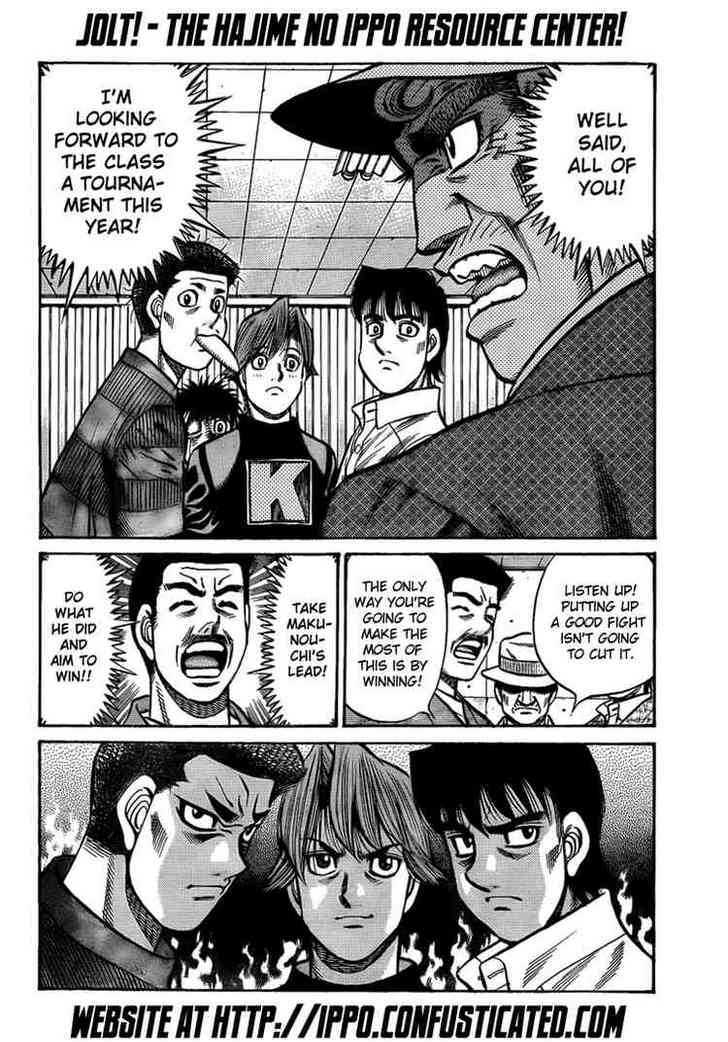 JOLT! - THE HAJIME NO IPPO RESOURCE CENTER!
WELL
SAID,
ALL OF
YOU!
I'M
LOOKING
FORWARD TO
THE CLASS
A TOURNA-
MENT THIS
YEAR!
K
LISTEN UP!
PUTTING UP
A GOOD FIGHT
ISN'T GOING
TO CUT IT.
THE ONLY
WAY YOU'RE
GOING TO
MAKE THE
MOST OF
THIS IS BY
WINNING!
TAKE
MAKU-
NOU-
CHI'S
LEAD!
DO
WHAT
HE DID
AND
AIM TO
WIN!!
WEBSITE AT HTTP://IPPO.CONFUSTICATED.COM